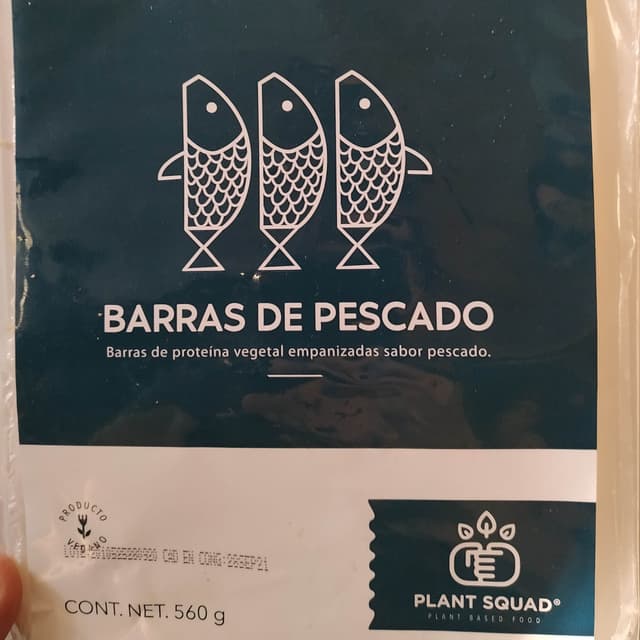 BARRAS DE PESCADO
Barras de proteína vegetal empanizadas sabor pescado.
PRODUCTO
VEGANO
CAD EN CONG:28SEP21
CONT. NET. 560 g
PLANT SQUAD®
PLANT BASED FOOD